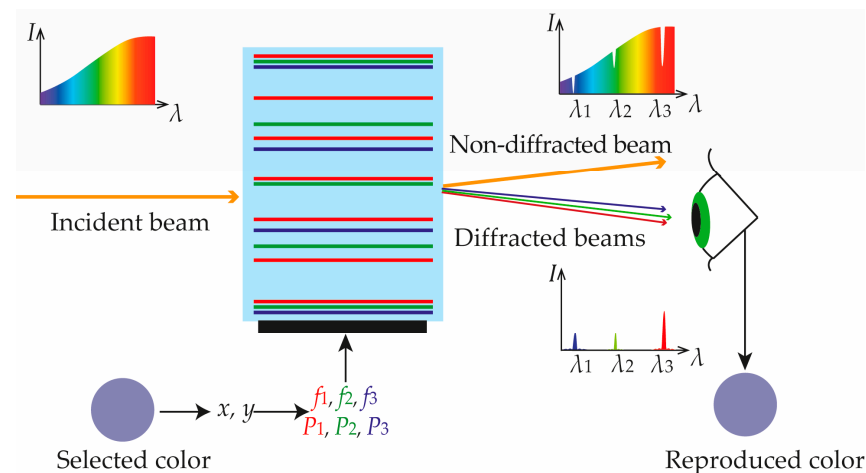 I
λ
I
λ1 λ2 λ3 λ
Non-diffracted beam
Incident beam
Diffracted beams
I
λ1 λ2 λ3 λ
x, y
f1, f2, f3
P1, P2, P3
Selected color
Reproduced color